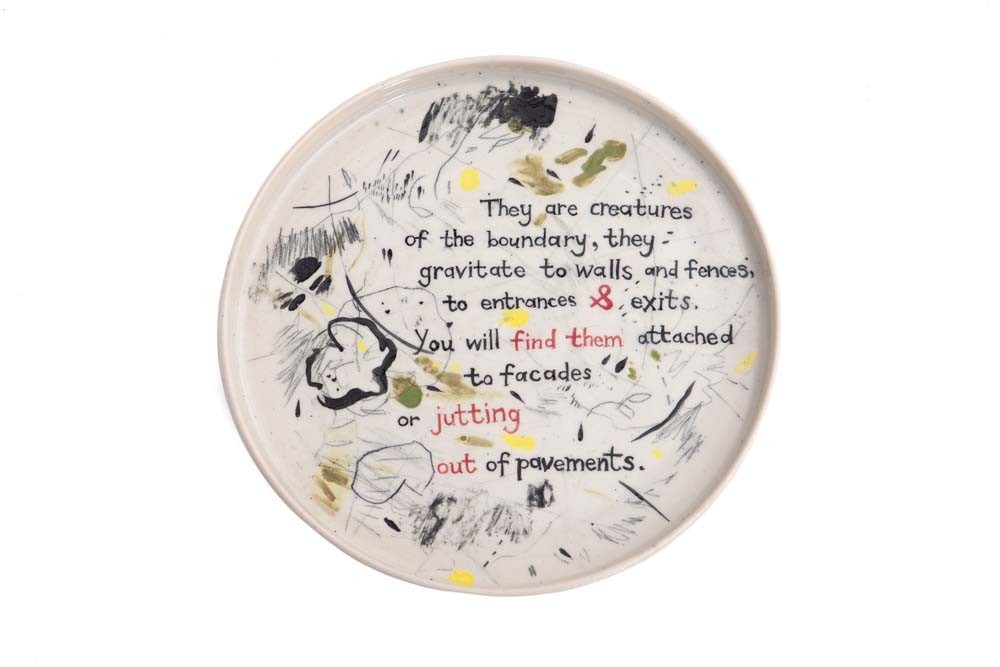 They are creatures
of the boundary, they -
gravitate to walls and fences,
to entrances & exits.
You will find them attached
to facades
or jutting
out of pavements.